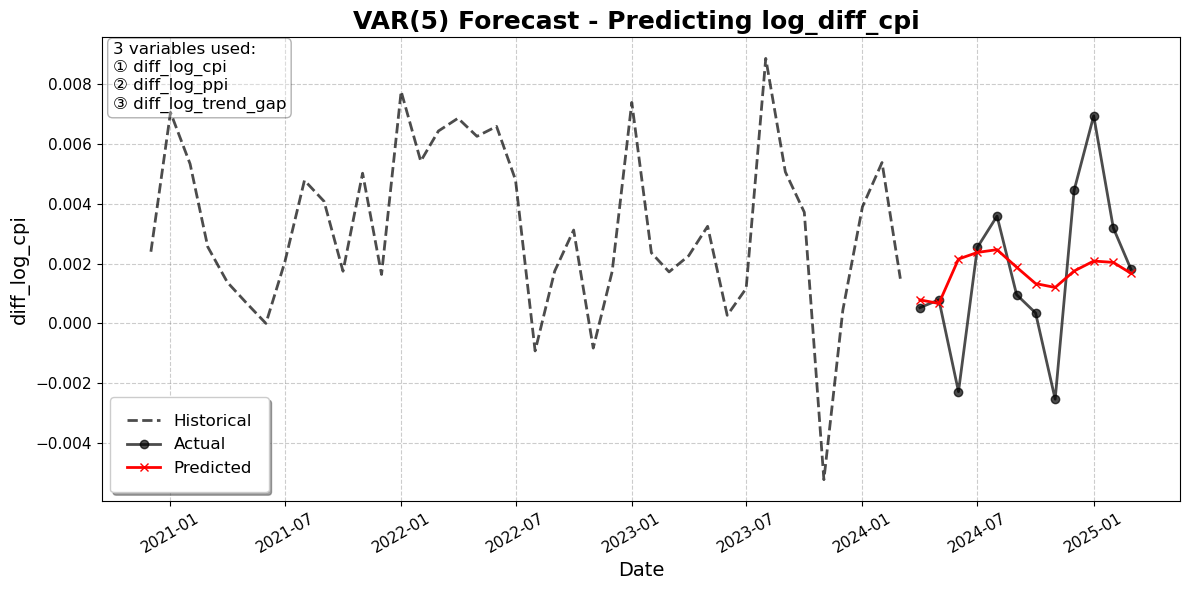 VAR(5) Forecast - Predicting log_diff_cpi
3 variables used:
① diff_log_cpi
② diff_log_ppi
③ diff_log_trend_gap
diff_log_cpi
0.008
0.006
0.004
0.002
0.000
−0.002
−0.004
Historical
Actual
Predicted
2021-01
2021-07
2022-01
2022-07
2023-01
2023-07
2024-01
2024-07
2025-01
Date